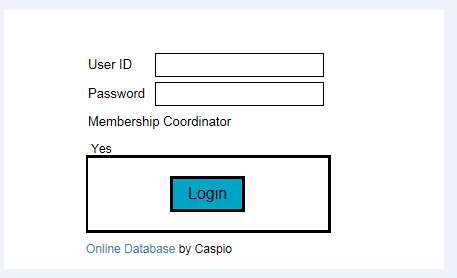 User ID
Password
Membership Coordinator
Yes
Login
Online Database by Caspio